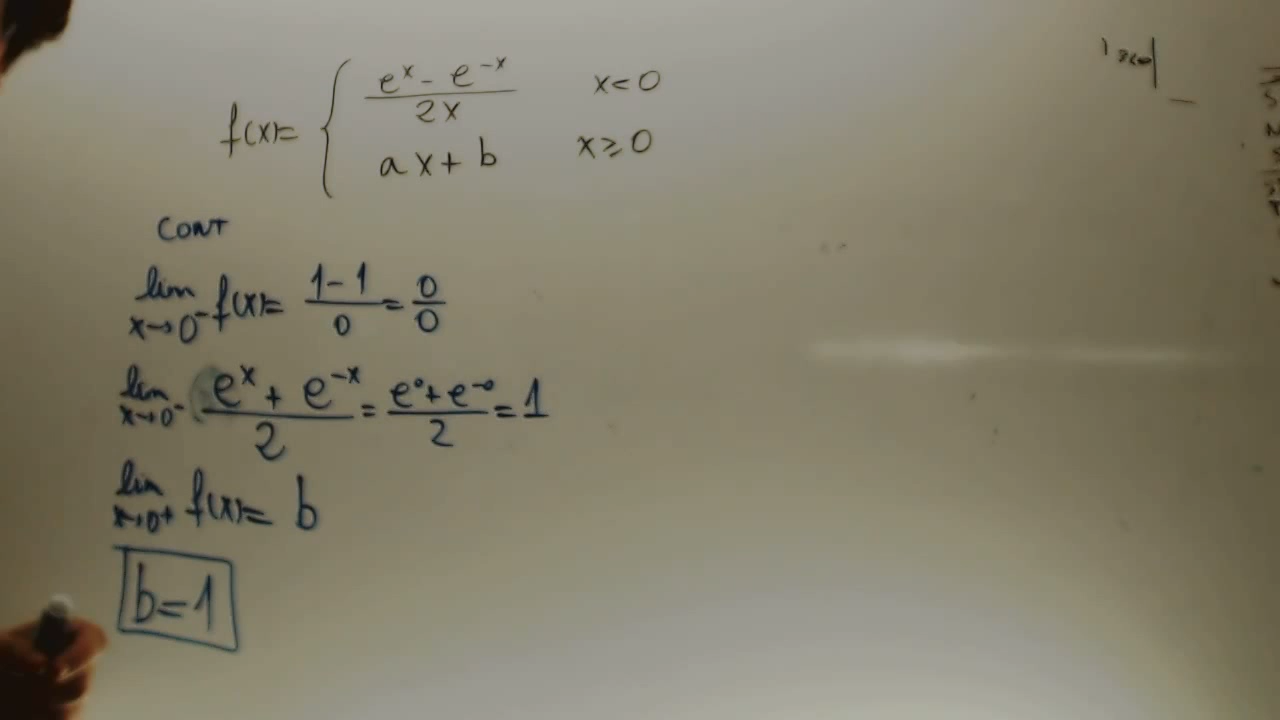 f(x)= { (e^x - e^-x)/(2x)   x<0
ax+b   x≥0
CONT
lim x→0⁻ f(x)= (1-1)/0 = 0/0
lim x→0⁻ (e^x + e^-x)/2 = (e^0+e^-0)/2 = 1
lim x→0⁺ f(x)= b
b=1